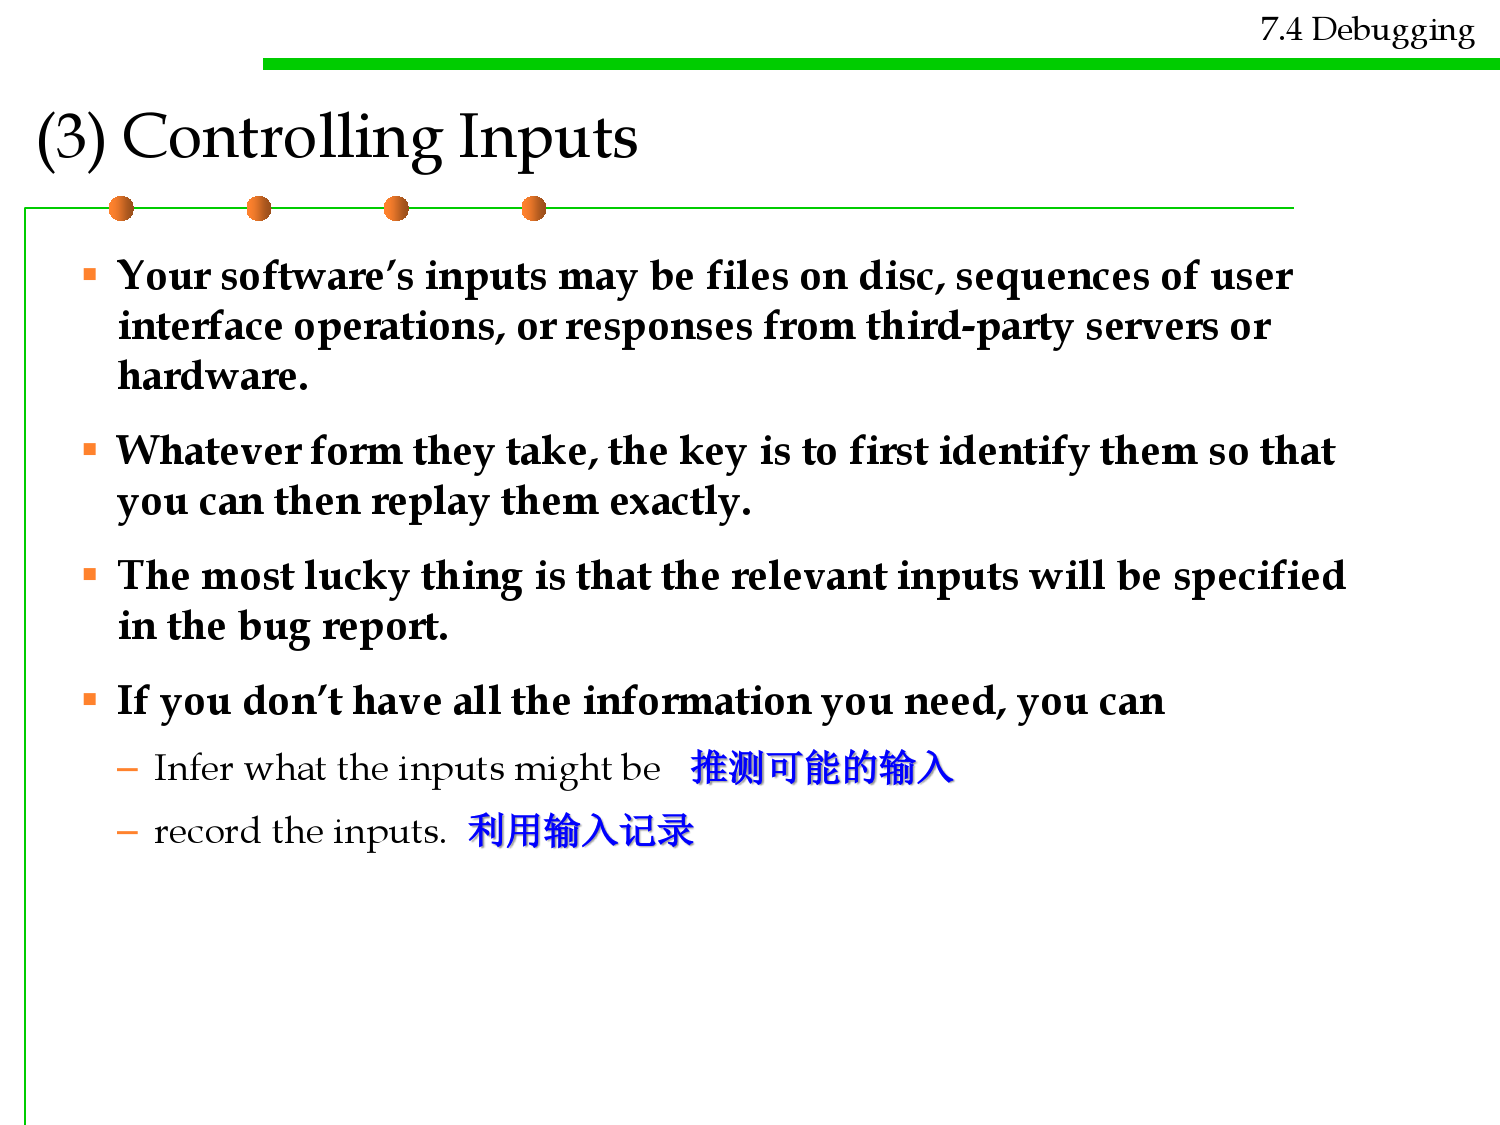 7.4 Debugging
(3) Controlling Inputs
Your software’s inputs may be files on disc, sequences of user
interface operations, or responses from third-party servers or
hardware.
Whatever form they take, the key is to first identify them so that
you can then replay them exactly.
The most lucky thing is that the relevant inputs will be specified
in the bug report.
If you don’t have all the information you need, you can
– Infer what the inputs might be 推测可能的输入
– record the inputs. 利用输入记录